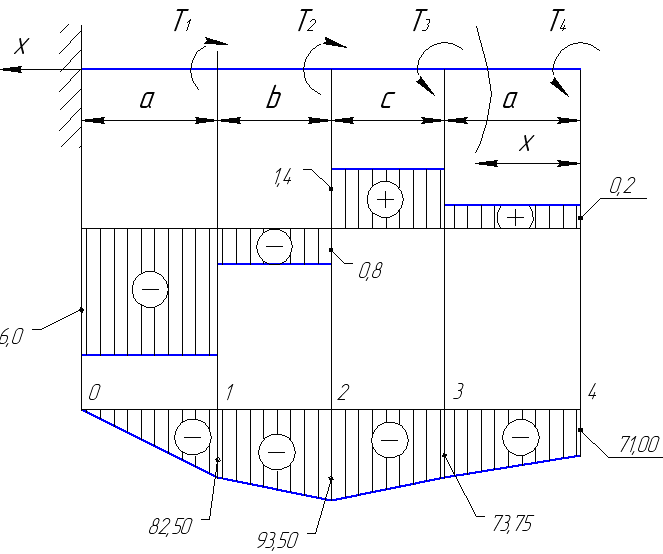 T1 T2 T3 T4
x
a b c a
x
1,4
0,2
+
+
−
−
0,8
6,0
0 1 2 3 4
− − − −
71,00
82,50
93,50
73,75